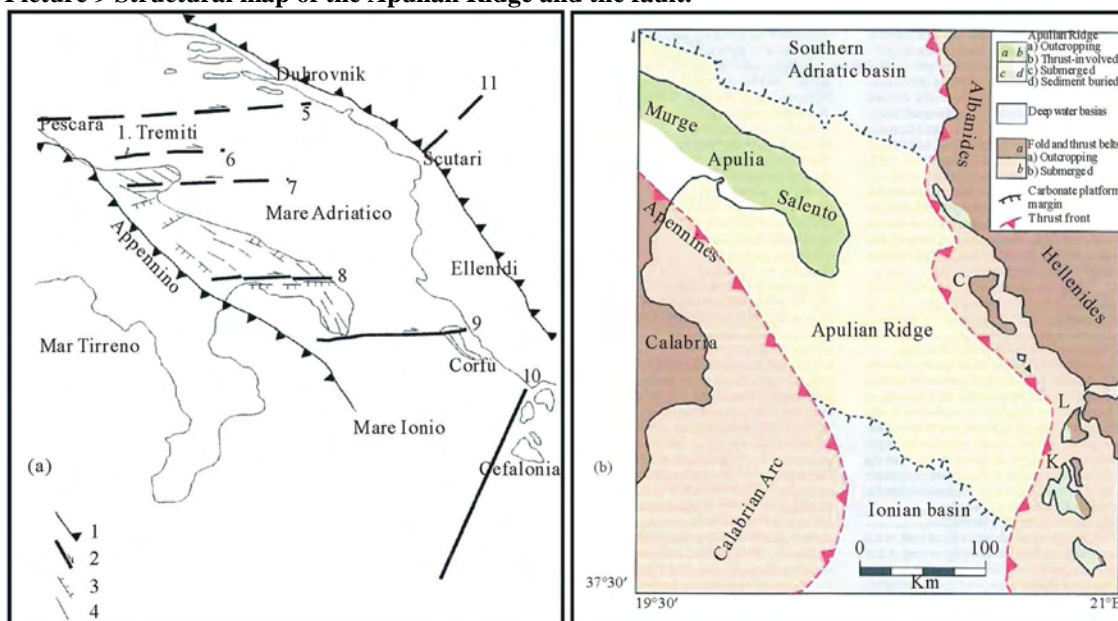 Picture 9 Structural map of the Apulian Ridge and the fault.
Dubrovnik
11
5
Pescara
1. Tremiti
Scutari
6
7
Mare Adriatico
Appennino
Ellenidi
8
Mar Tirreno
9
Corfù
10
Mare Ionio
Cefalonia
(a)
1
2
3
4
Southern
Adriatic basin
Albanides
Murge
Apulia
Salento
Apennines
C
Hellenides
Apulian Ridge
Calabria
L
K
(b)
Calabrian Arc
Ionian basin
0 100
Km
37°30'
19°30' 21°E
Apulian Ridge
a b
c d
a) Outcropping
b) Thrust-involved
c) Submerged
d) Sediment buried
Deep water basias
a
b
Fold and thrust belts
a) Outcropping
b) Submerged
Carbonate platform
margin
Thrust front